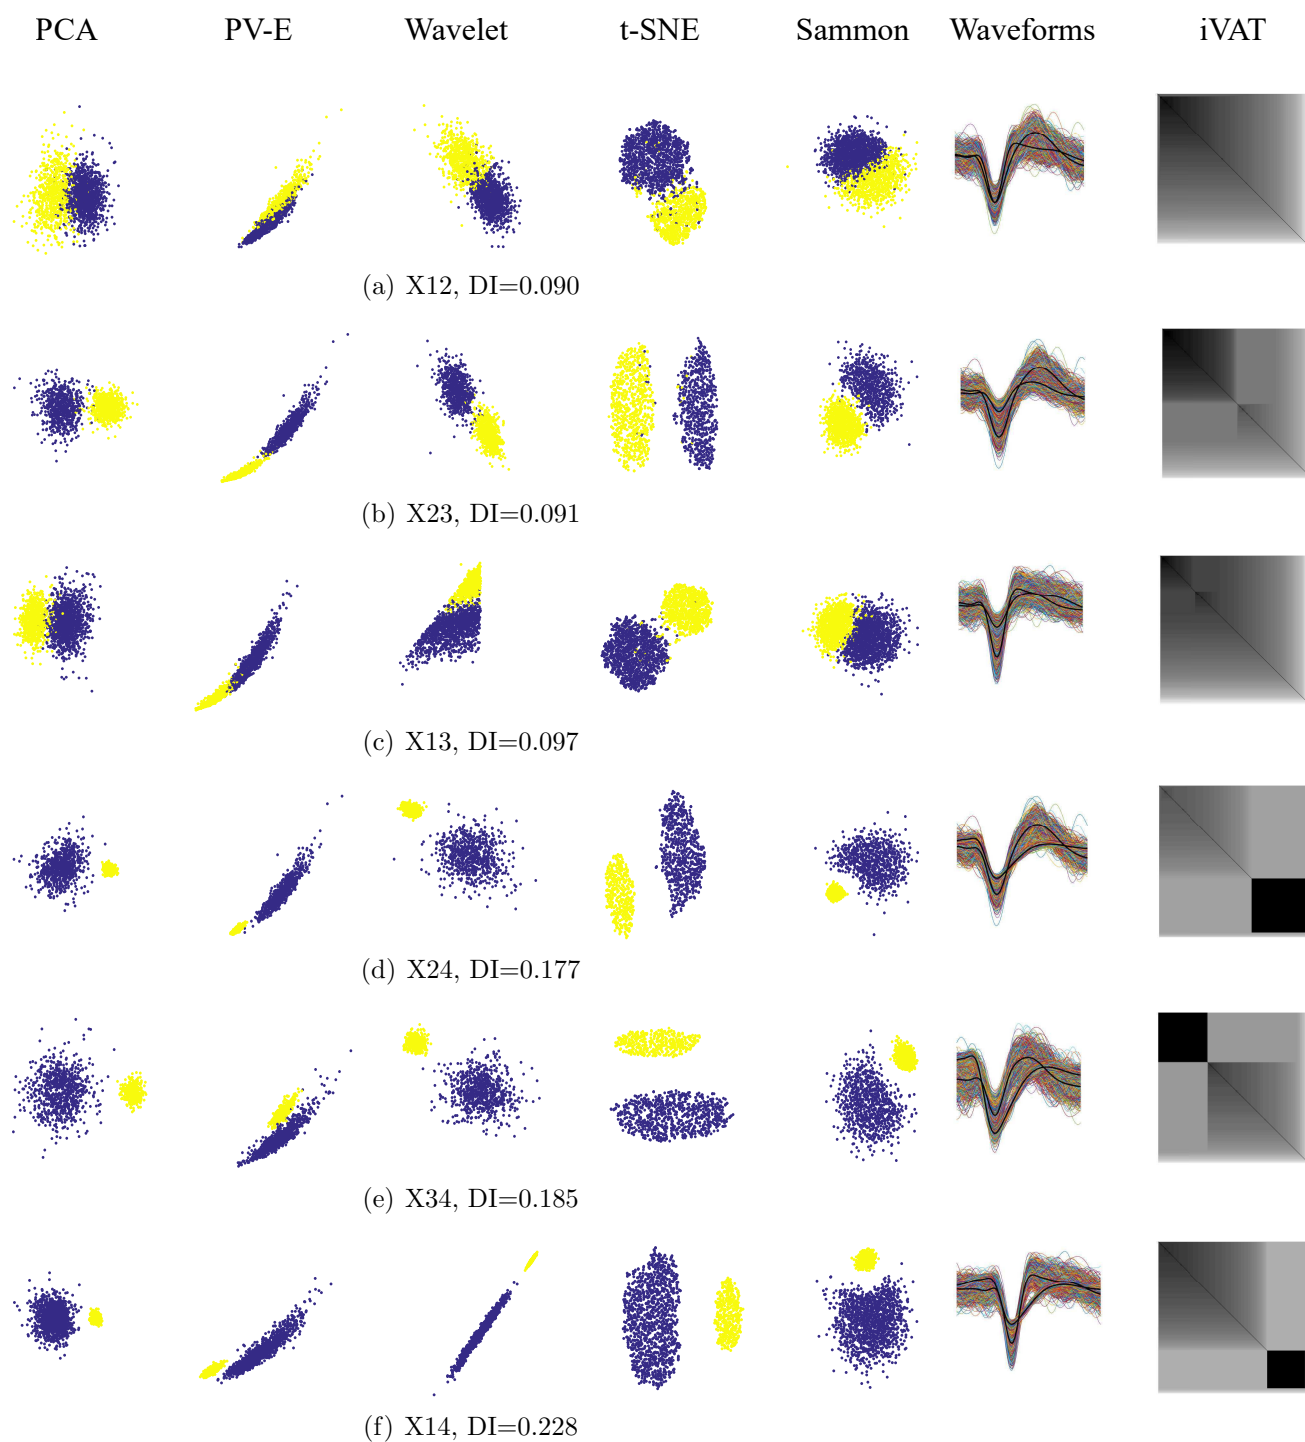 PCA PV-E Wavelet t-SNE Sammon Waveforms iVAT
(a) X12, DI=0.090
(b) X23, DI=0.091
(c) X13, DI=0.097
(d) X24, DI=0.177
(e) X34, DI=0.185
(f) X14, DI=0.228